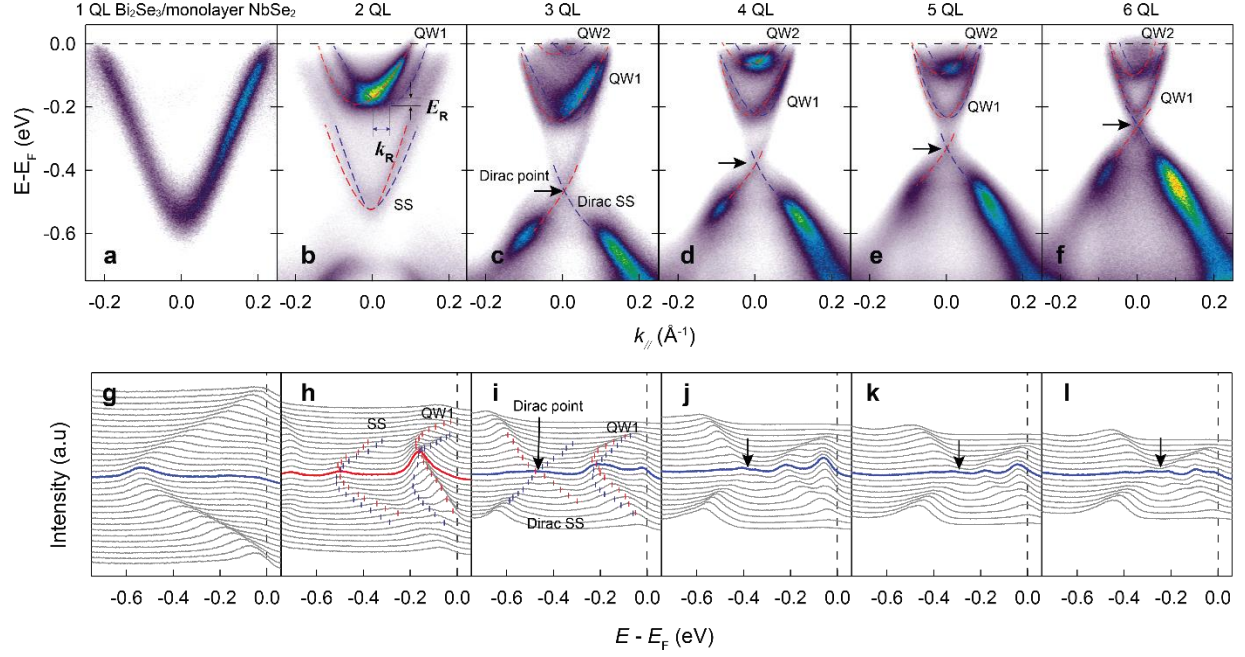 1 QL Bi₂Se₃/monolayer NbSe₂ 2 QL 3 QL 4 QL 5 QL 6 QL
E-E_F (eV)
0.0
-0.2
-0.4
-0.6
a
-0.2 0.0 0.2
QW1
E_R
k_R
SS
b
-0.2 0.0 0.2
QW2
QW1
Dirac point
Dirac SS
c
-0.2 0.0 0.2
QW2
QW1
d
-0.2 0.0 0.2
QW2
QW1
e
-0.2 0.0 0.2
QW2
QW1
f
-0.2 0.0 0.2
k_// (Å⁻¹)
Intensity (a.u)
g
-0.6 -0.4 -0.2 0.0
h
SS
QW1
-0.6 -0.4 -0.2 0.0
i
Dirac point
QW1
Dirac SS
-0.6 -0.4 -0.2 0.0
j
-0.6 -0.4 -0.2 0.0
k
-0.6 -0.4 -0.2 0.0
l
-0.6 -0.4 -0.2 0.0
E - E_F (eV)